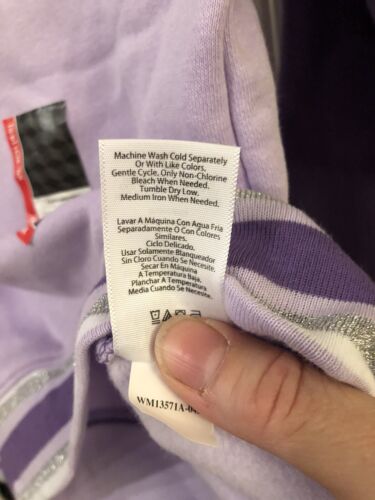 Machine Wash Cold Separately
Or With Like Colors,
Gentle Cycle, Only Non-Chlorine
Bleach When Needed.
Tumble Dry Low.
Medium Iron When Needed.
Lavar A Máquina Con Agua Fría
Separadamente O Con Colores
Similares.
Ciclo Delicado.
Usar Solamente Blanqueador
Sin Cloro Cuando Se Necesite.
Secar En Máquina
A Temperatura Baja.
Planchar A Temperatura
Media Cuando Se Necesite.